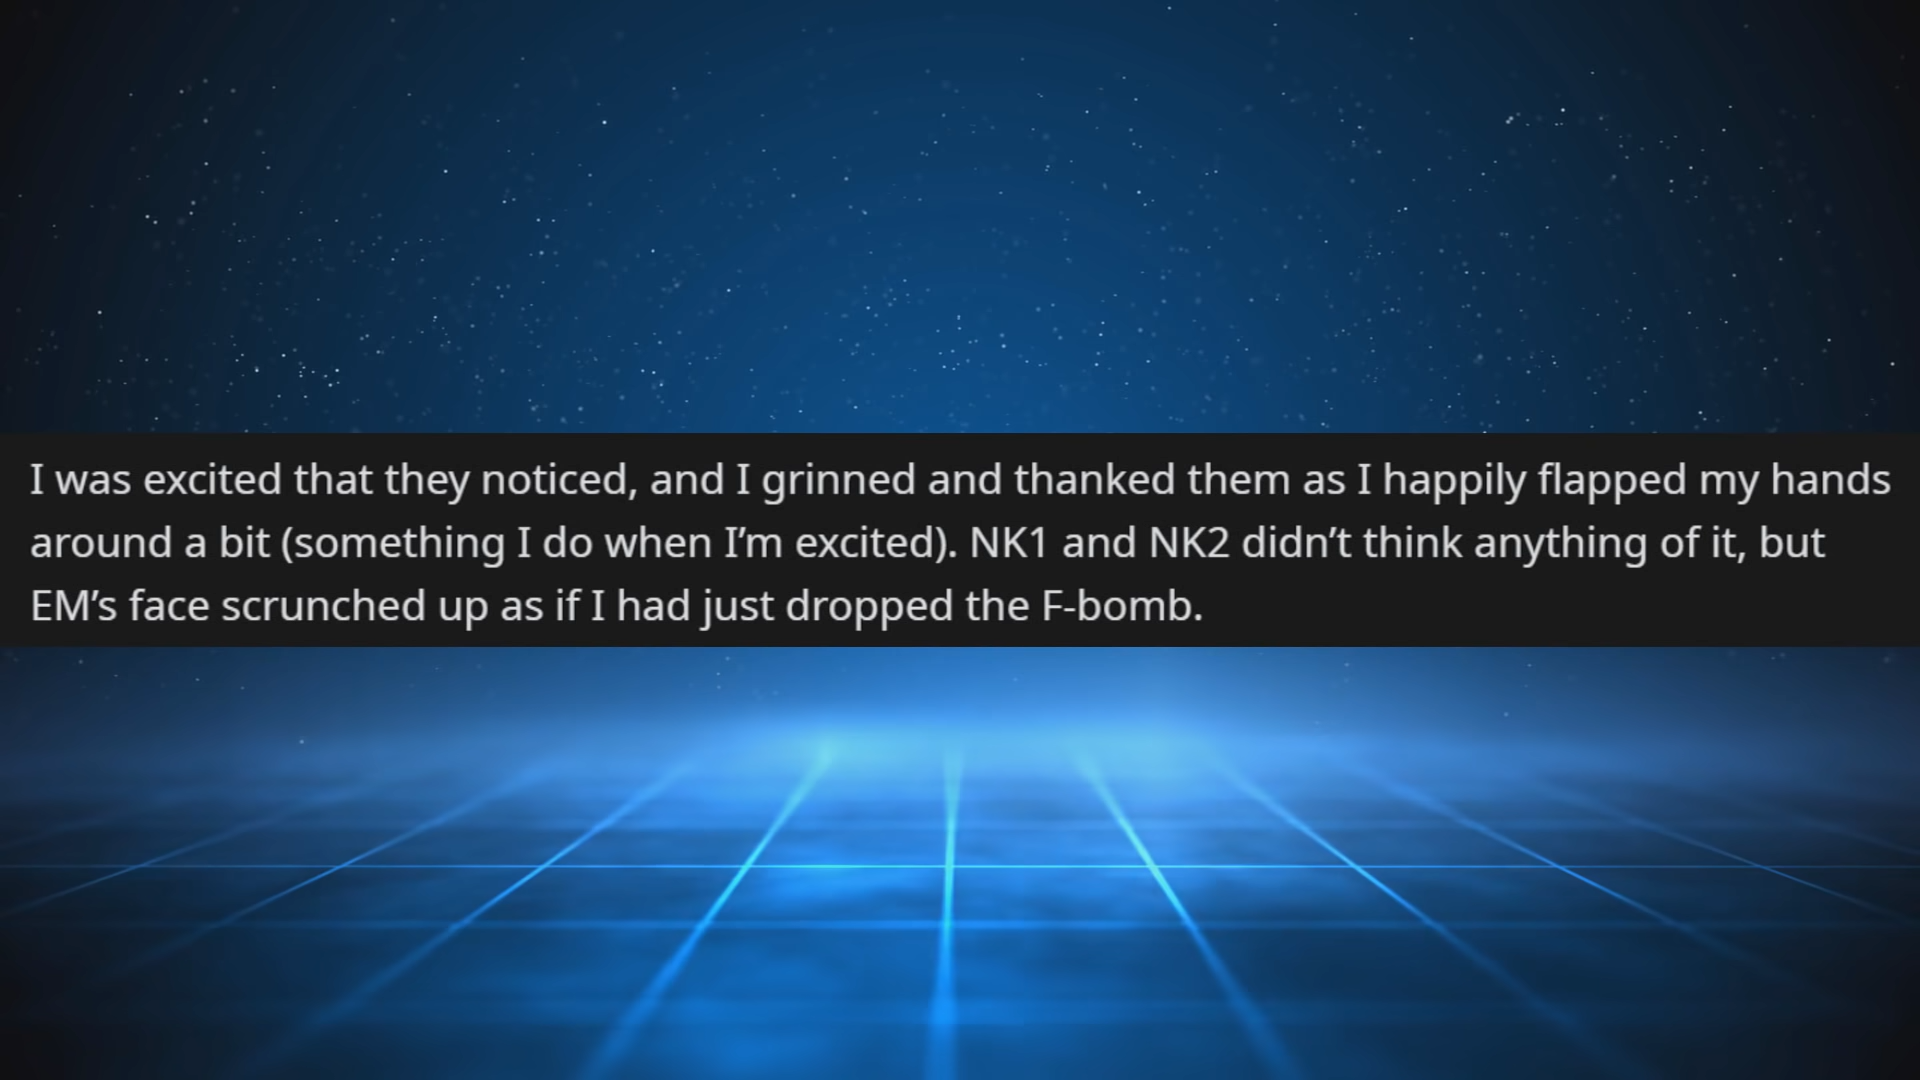 I was excited that they noticed, and I grinned and thanked them as I happily flapped my hands
around a bit (something I do when I’m excited). NK1 and NK2 didn’t think anything of it, but
EM’s face scrunched up as if I had just dropped the F-bomb.